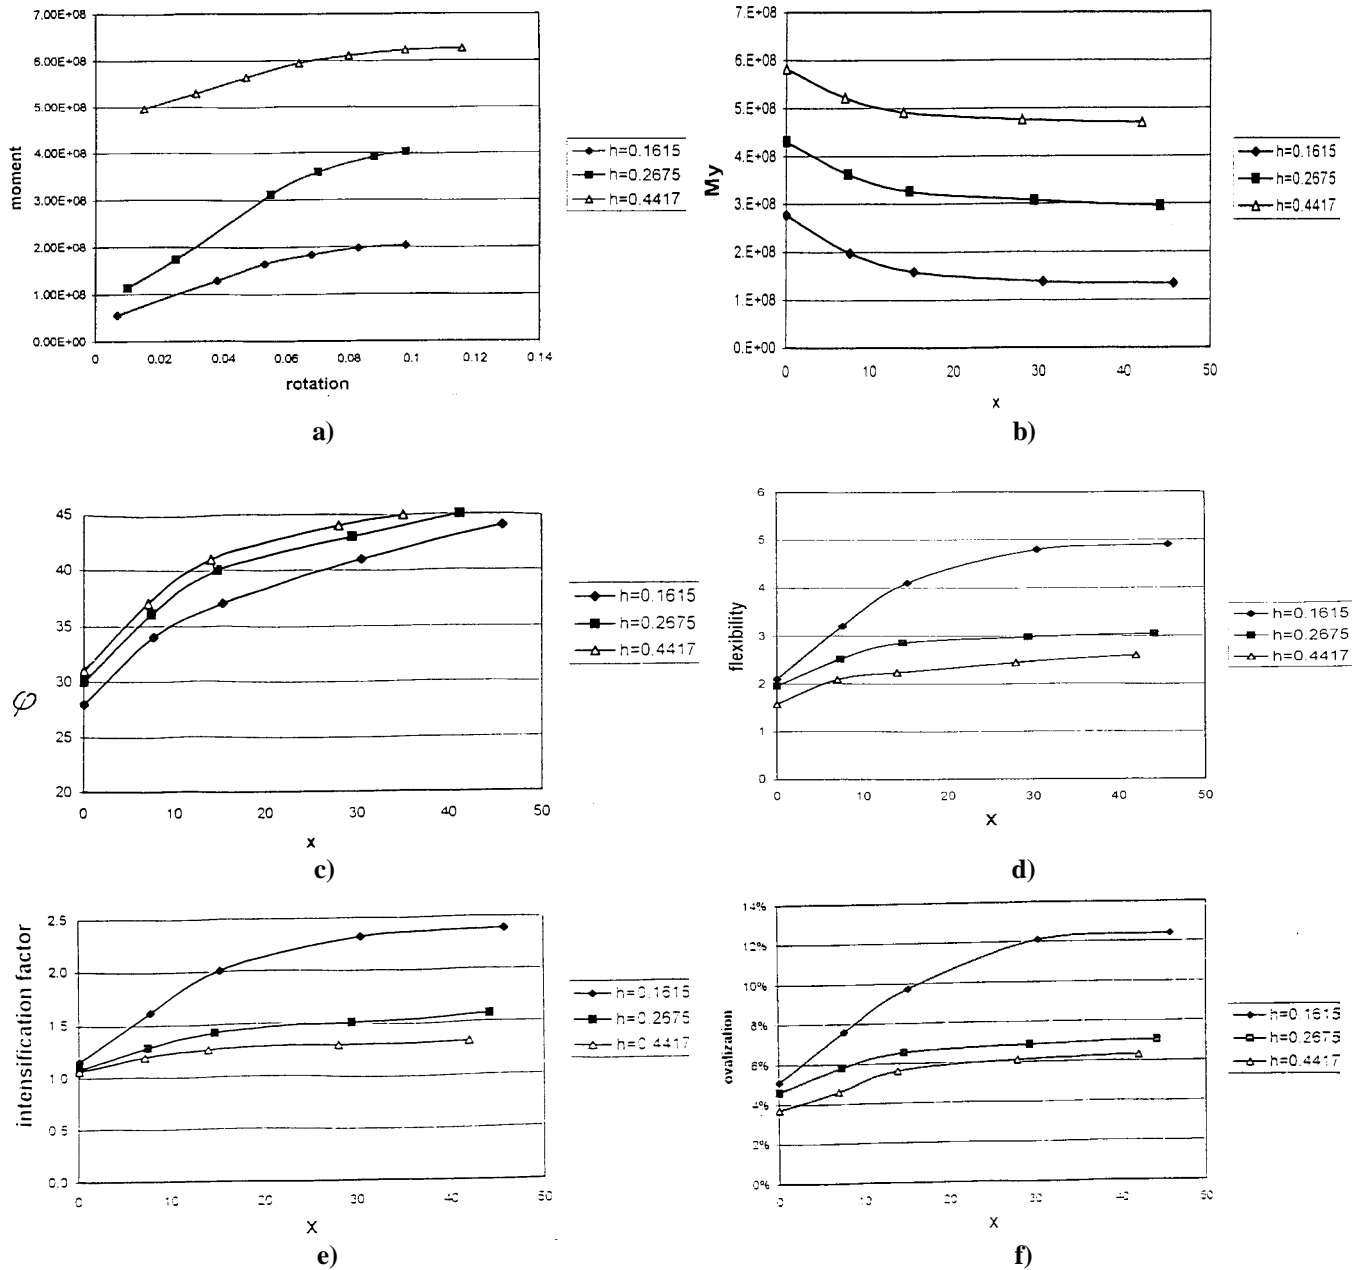 7.00E+08
6.00E+08
5.00E+08
4.00E+08
3.00E+08
2.00E+08
1.00E+08
0.00E+00
moment
0 0.02 0.04 0.06 0.08 0.1 0.12 0.14
rotation
h=0.1615
h=0.2675
h=0.4417
a)
7.E+08
6.E+08
5.E+08
4.E+08
3.E+08
2.E+08
1.E+08
0.E+00
My
0 10 20 30 40 50
x
h=0.1615
h=0.2675
h=0.4417
b)
45
40
35
30
25
20
φ
0 10 20 30 40 50
x
h=0.1615
h=0.2675
h=0.4417
c)
6
5
4
3
2
1
0
flexibility
0 10 20 30 40 50
X
h=0.1615
h=0.2675
h=0.4417
d)
2.5
2.0
1.5
1.0
0.5
0.0
intensification factor
0 10 20 30 40 50
X
h=0.1615
h=0.2675
h=0.4417
e)
14%
12%
10%
8%
6%
4%
2%
0%
ovalization
0 10 20 30 40 50
X
h=0.1615
h=0.2675
h=0.4417
f)